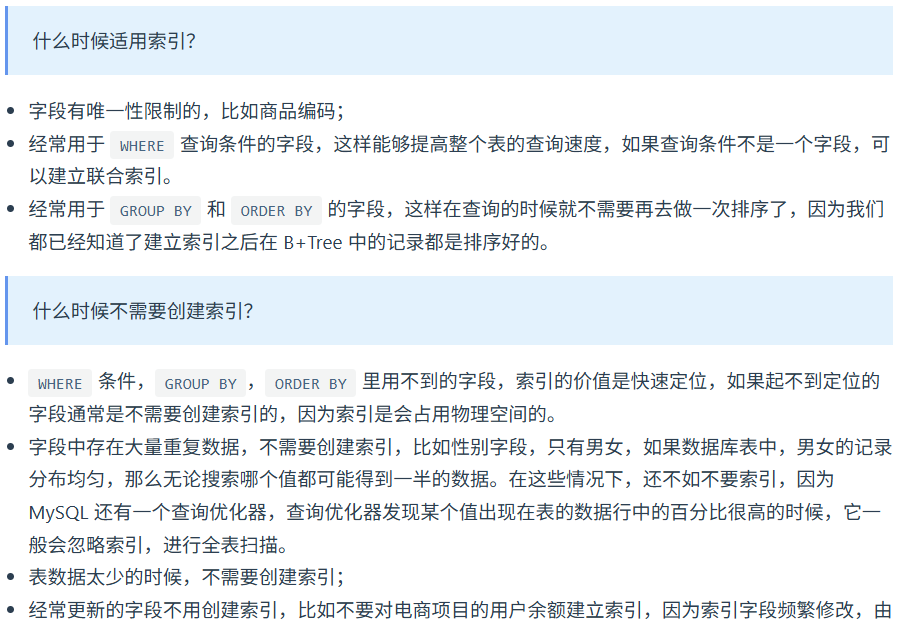 什么时候适用索引？
字段有唯一性限制的，比如商品编码；
经常用于 WHERE 查询条件的字段，这样能够提高整个表的查询速度，如果查询条件不是一个字段，可
以建立联合索引。
经常用于 GROUP BY 和 ORDER BY 的字段，这样在查询的时候就不需要再去做一次排序了，因为我们
都已经知道了建立索引之后在 B+Tree 中的记录都是排序好的。
什么时候不需要创建索引？
WHERE 条件，GROUP BY，ORDER BY 里用不到的字段，索引的价值是快速定位，如果起不到定位的
字段通常是不需要创建索引的，因为索引是会占用物理空间的。
字段中存在大量重复数据，不需要创建索引，比如性别字段，只有男女，如果数据库表中，男女的记录
分布均匀，那么无论搜索哪个值都可能得到一半的数据。在这些情况下，还不如不要索引，因为
MySQL 还有一个查询优化器，查询优化器发现某个值出现在表的数据行中的百分比很高的时候，它一
般会忽略索引，进行全表扫描。
表数据太少的时候，不需要创建索引；
经常更新的字段不用创建索引，比如不要对电商项目的用户余额建立索引，因为索引字段频繁修改，由